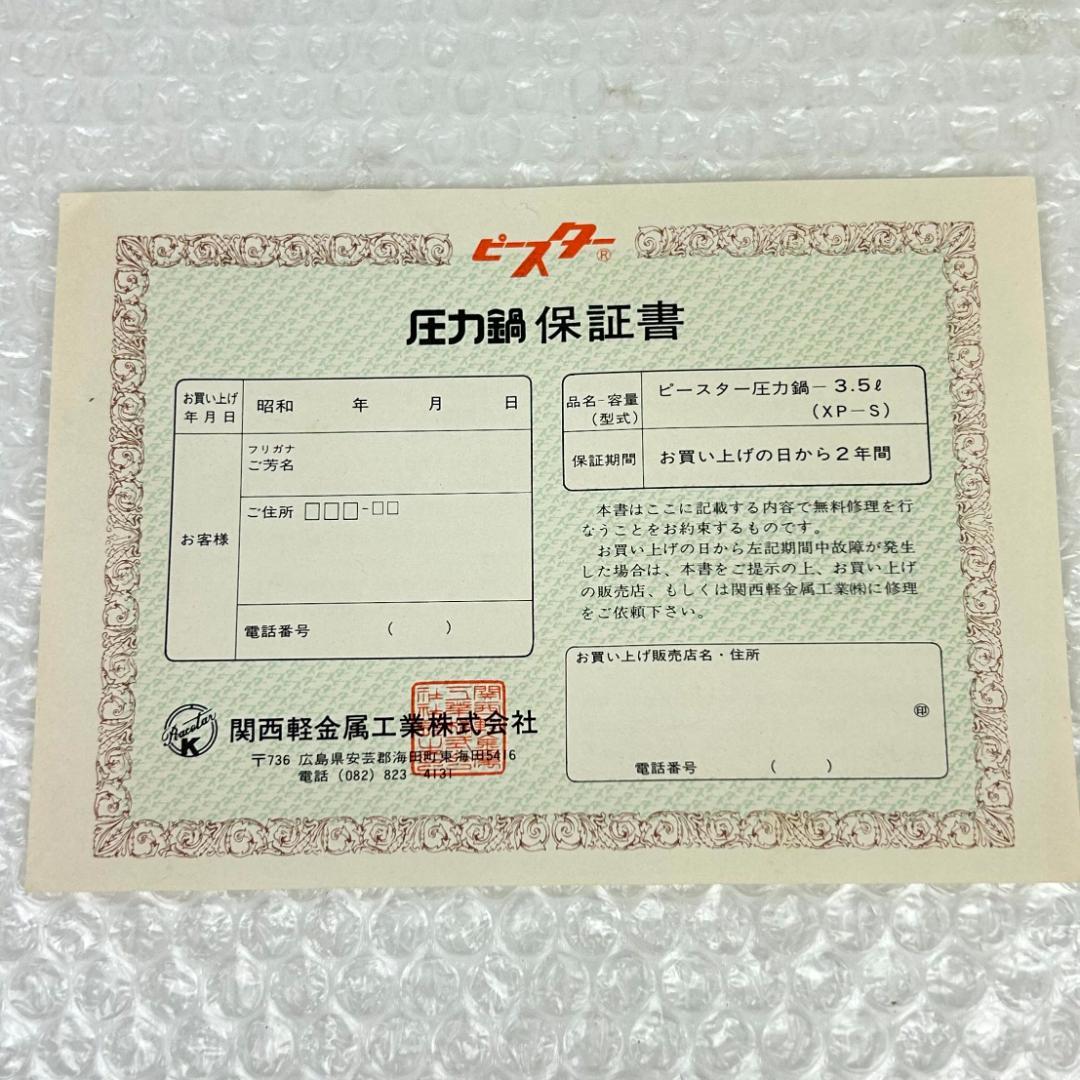 ピースター®
圧力鍋 保証書
お買い上げ
年月日
昭和 年 月 日
お客様
フリガナ
ご芳名
ご住所 □□□-□□
電話番号 ( )
品名-容量
(型式)
ピースター圧力鍋－3.5ℓ
(XP－S)
保証期間
お買い上げの日から2年間
本書はここに記載する内容で無料修理を行
なうことをお約束するものです。
お買い上げの日から左記期間中故障が発生
した場合は、本書をご提示の上、お買い上げ
の販売店、もしくは関西軽金属工業㈱に修理
をご依頼下さい。
お買い上げ販売店名・住所
㊞
電話番号 ( )
Peacetar
K
関西軽金属工業株式会社
〒736 広島県安芸郡海田町東海田5416
電話 (082) 823 4131